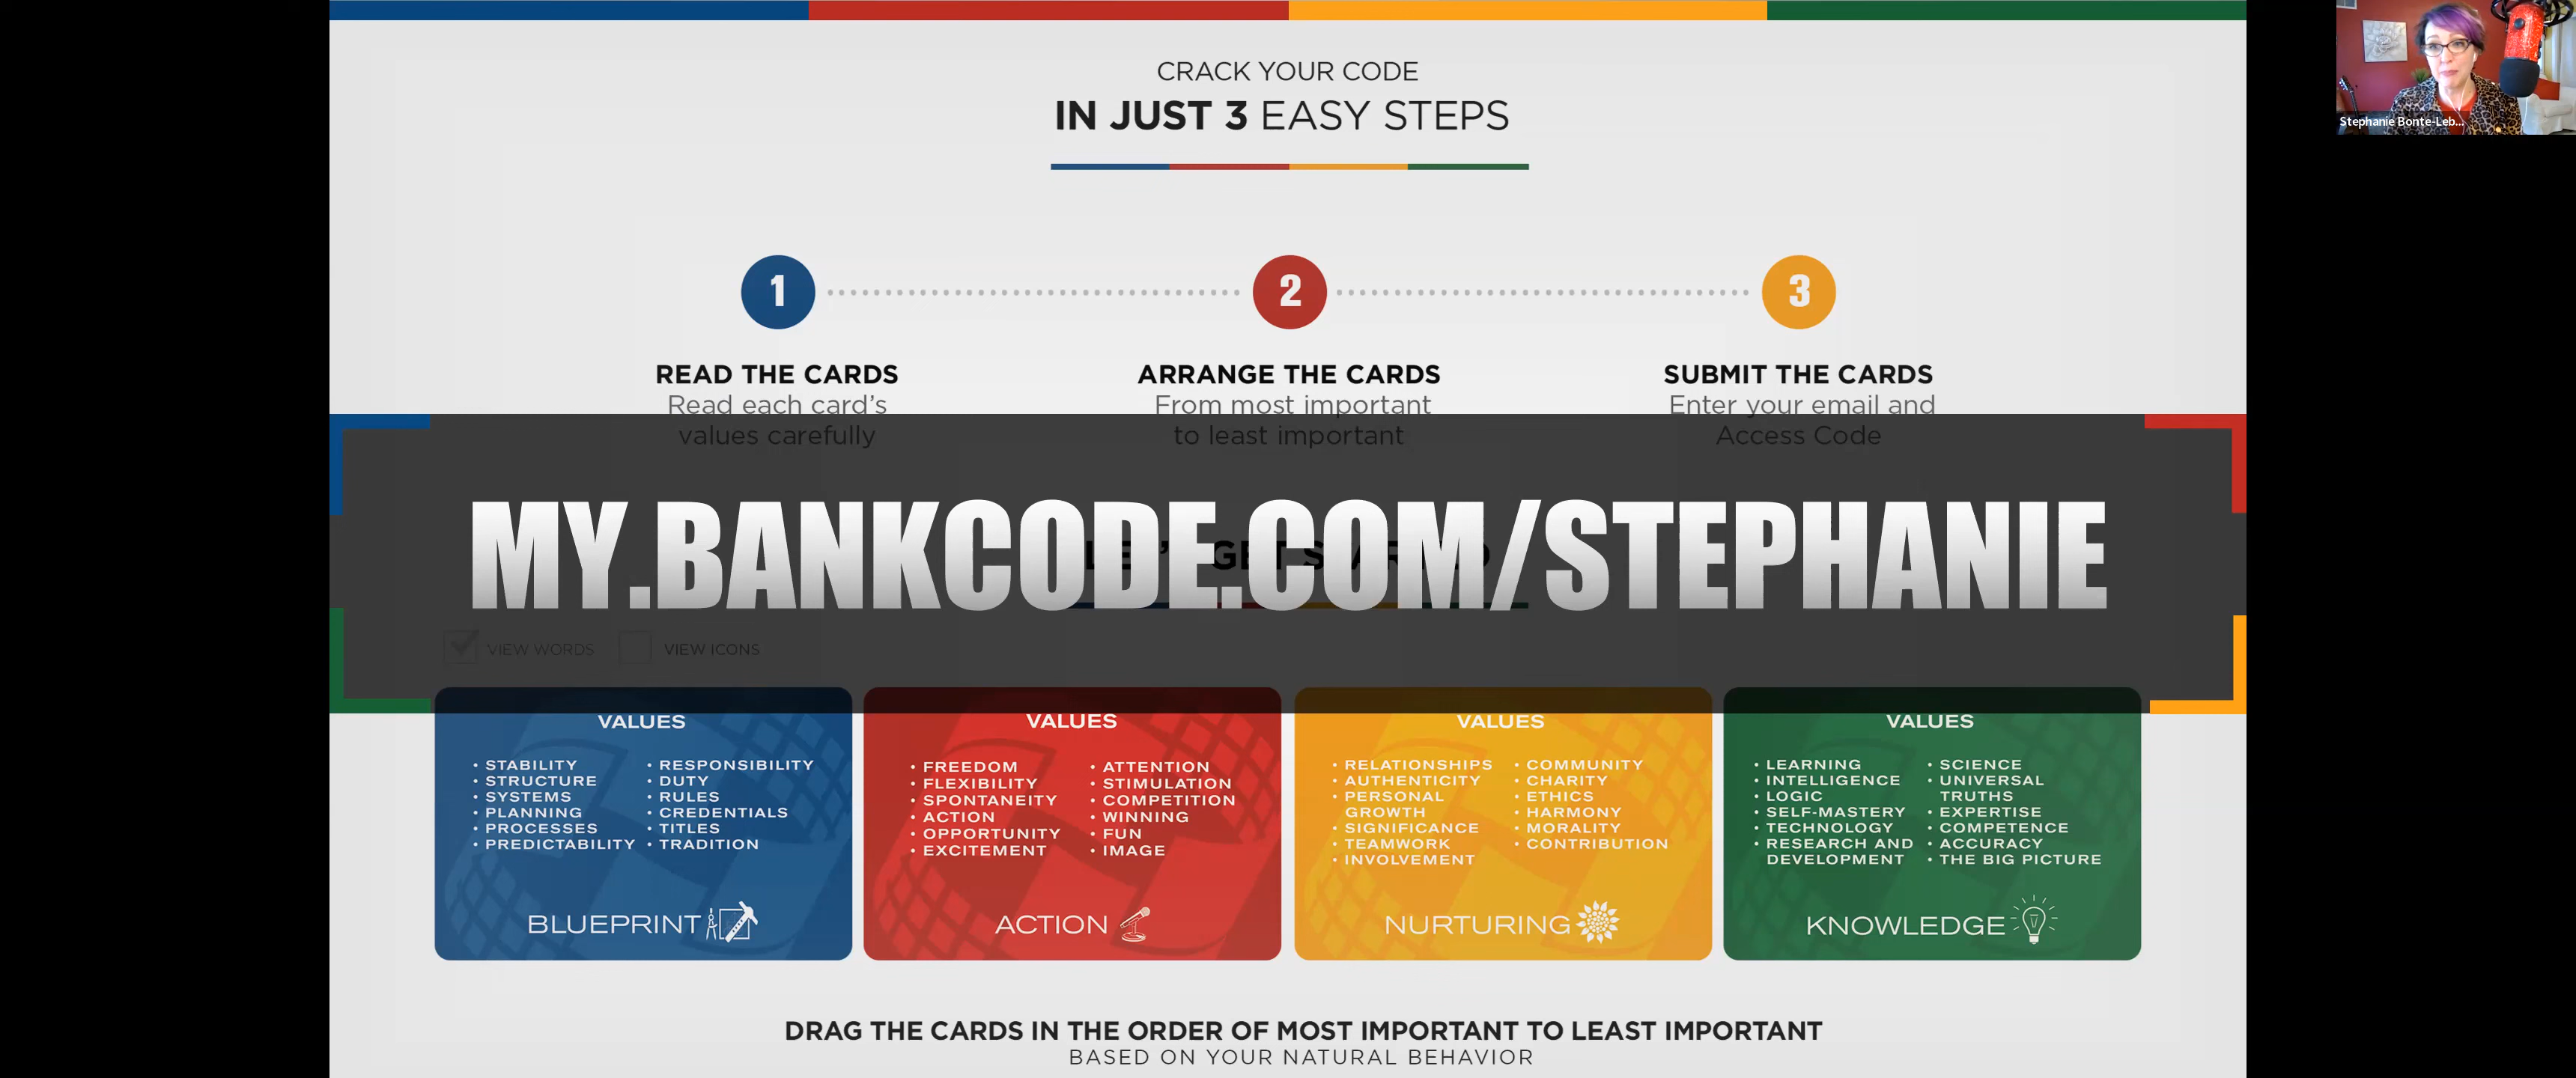 CRACK YOUR CODE
IN JUST 3 EASY STEPS
Stephanie Bonte-Leb...
1
2
3
READ THE CARDS
Read each card's
values carefully
ARRANGE THE CARDS
From most important
to least important
SUBMIT THE CARDS
Enter your email and
Access Code
MY.BANKCODE.COM/STEPHANIE
VIEW WORDS
VIEW ICONS
VALUES
• STABILITY
• STRUCTURE
• SYSTEMS
• PLANNING
• PROCESSES
• PREDICTABILITY
• RESPONSIBILITY
• DUTY
• RULES
• CREDENTIALS
• TITLES
• TRADITION
BLUEPRINT
VALUES
• FREEDOM
• FLEXIBILITY
• SPONTANEITY
• ACTION
• OPPORTUNITY
• EXCITEMENT
• ATTENTION
• STIMULATION
• COMPETITION
• WINNING
• FUN
• IMAGE
ACTION
VALUES
• RELATIONSHIPS
• AUTHENTICITY
• PERSONAL
GROWTH
• SIGNIFICANCE
• TEAMWORK
• INVOLVEMENT
• COMMUNITY
• CHARITY
• ETHICS
• HARMONY
• MORALITY
• CONTRIBUTION
NURTURING
VALUES
• LEARNING
• INTELLIGENCE
• LOGIC
• SELF-MASTERY
• TECHNOLOGY
• RESEARCH AND
DEVELOPMENT
• SCIENCE
• UNIVERSAL
TRUTHS
• EXPERTISE
• COMPETENCE
• ACCURACY
• THE BIG PICTURE
KNOWLEDGE
DRAG THE CARDS IN THE ORDER OF MOST IMPORTANT TO LEAST IMPORTANT
BASED ON YOUR NATURAL BEHAVIOR